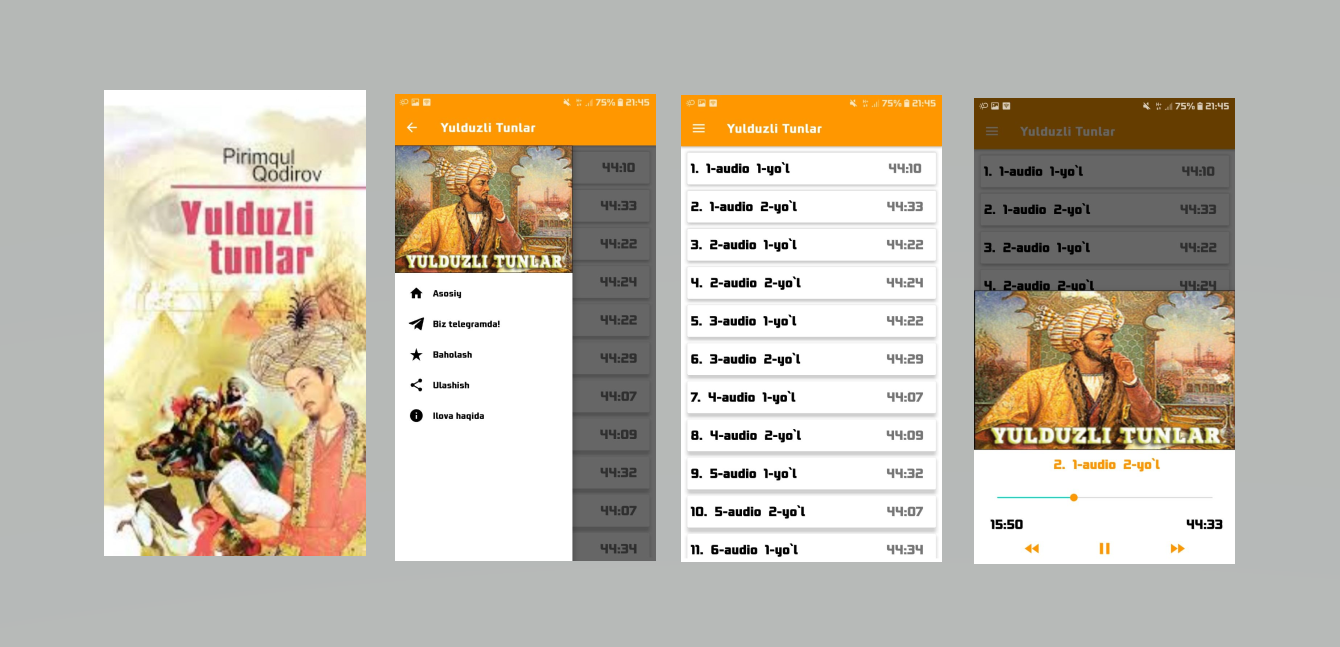 Pirimqul
Qodirov
Yulduzli
tunlar
75% 21:45
Yulduzli Tunlar
YULDUZLI TUNLAR
Asosiy
Biz telegramda!
Baholash
Ulashish
Ilova haqida
44:10
44:33
44:22
44:24
44:22
44:29
44:07
44:09
44:32
44:07
44:34
75% 21:45
Yulduzli Tunlar
1. 1-audio 1-yo`l 44:10
2. 1-audio 2-yo`l 44:33
3. 2-audio 1-yo`l 44:22
4. 2-audio 2-yo`l 44:24
5. 3-audio 1-yo`l 44:22
6. 3-audio 2-yo`l 44:29
7. 4-audio 1-yo`l 44:07
8. 4-audio 2-yo`l 44:09
9. 5-audio 1-yo`l 44:32
10. 5-audio 2-yo`l 44:07
11. 6-audio 1-yo`l 44:34
75% 21:45
Yulduzli Tunlar
1. 1-audio 1-yo`l 44:10
2. 1-audio 2-yo`l 44:33
3. 2-audio 1-yo`l 44:22
4. 2-audio 2-yo`l 44:24
YULDUZLI TUNLAR
2. 1-audio 2-yo`l
15:50 44:33